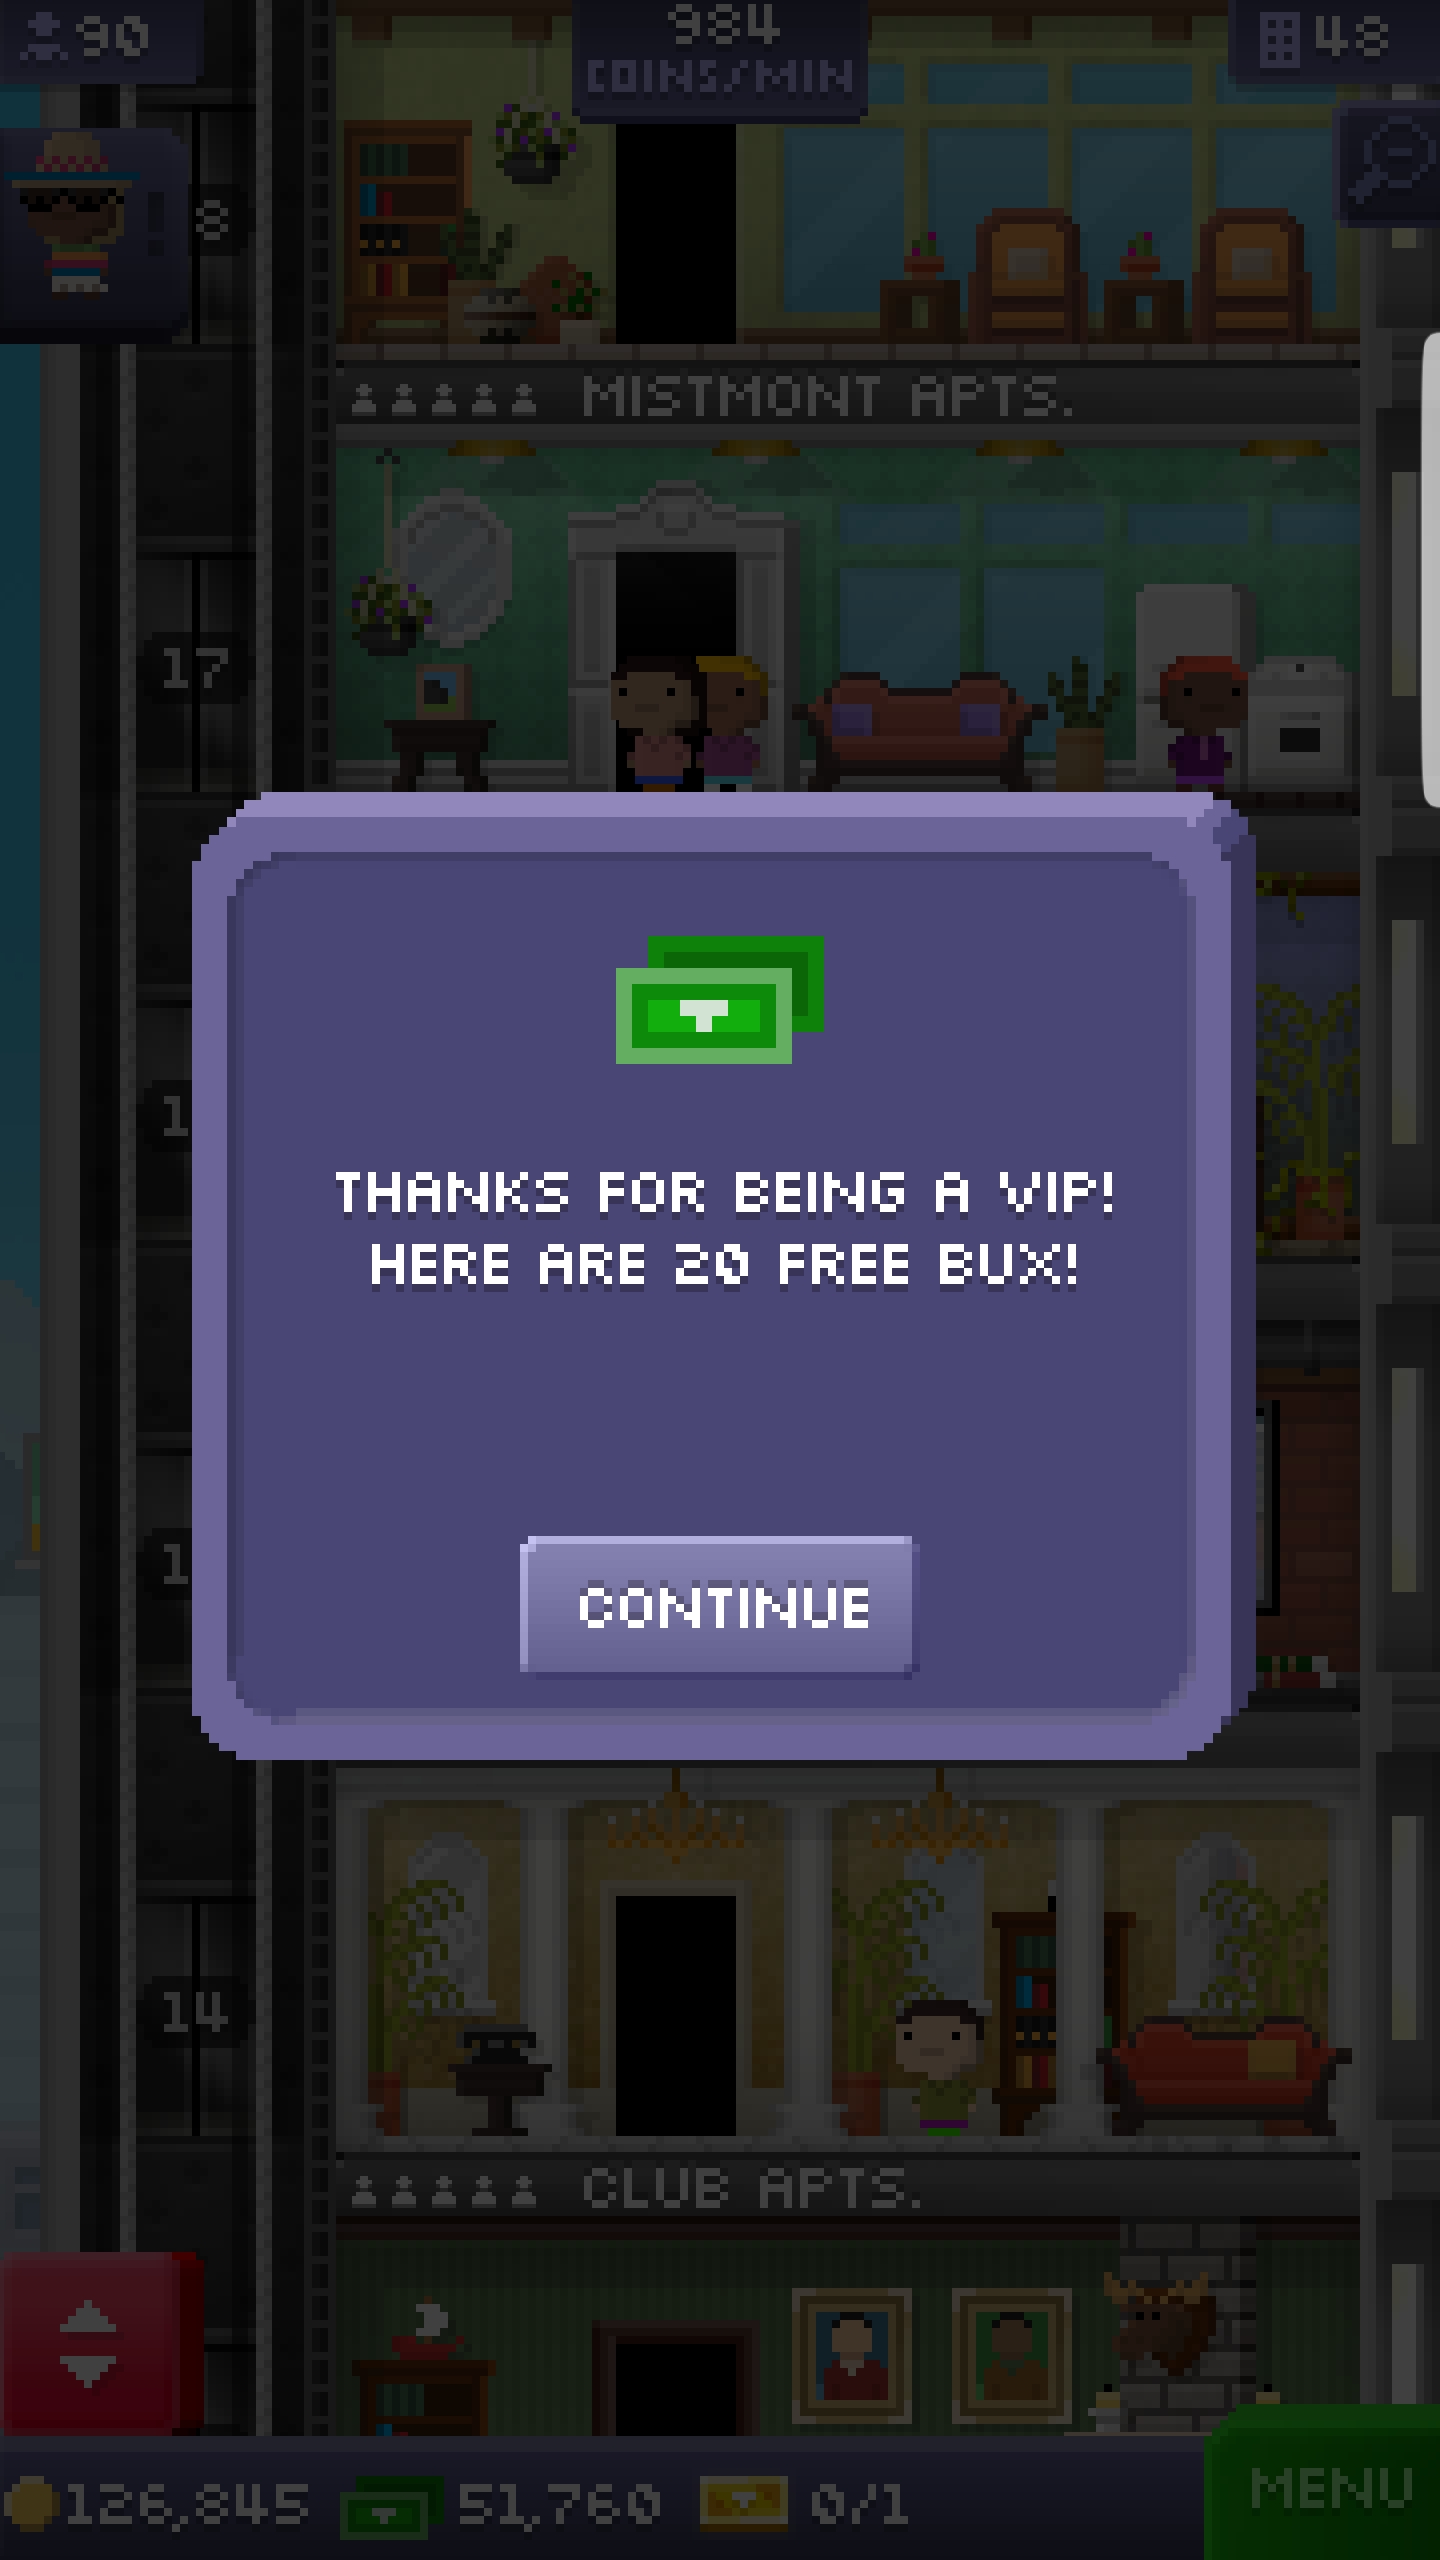 90
984
COINS/MIN
48
8
MISTMONT APTS.
17
THANKS FOR BEING A VIP!
HERE ARE 20 FREE BUX!
CONTINUE
14
CLUB APTS.
126,845
51,760
0/1
MENU